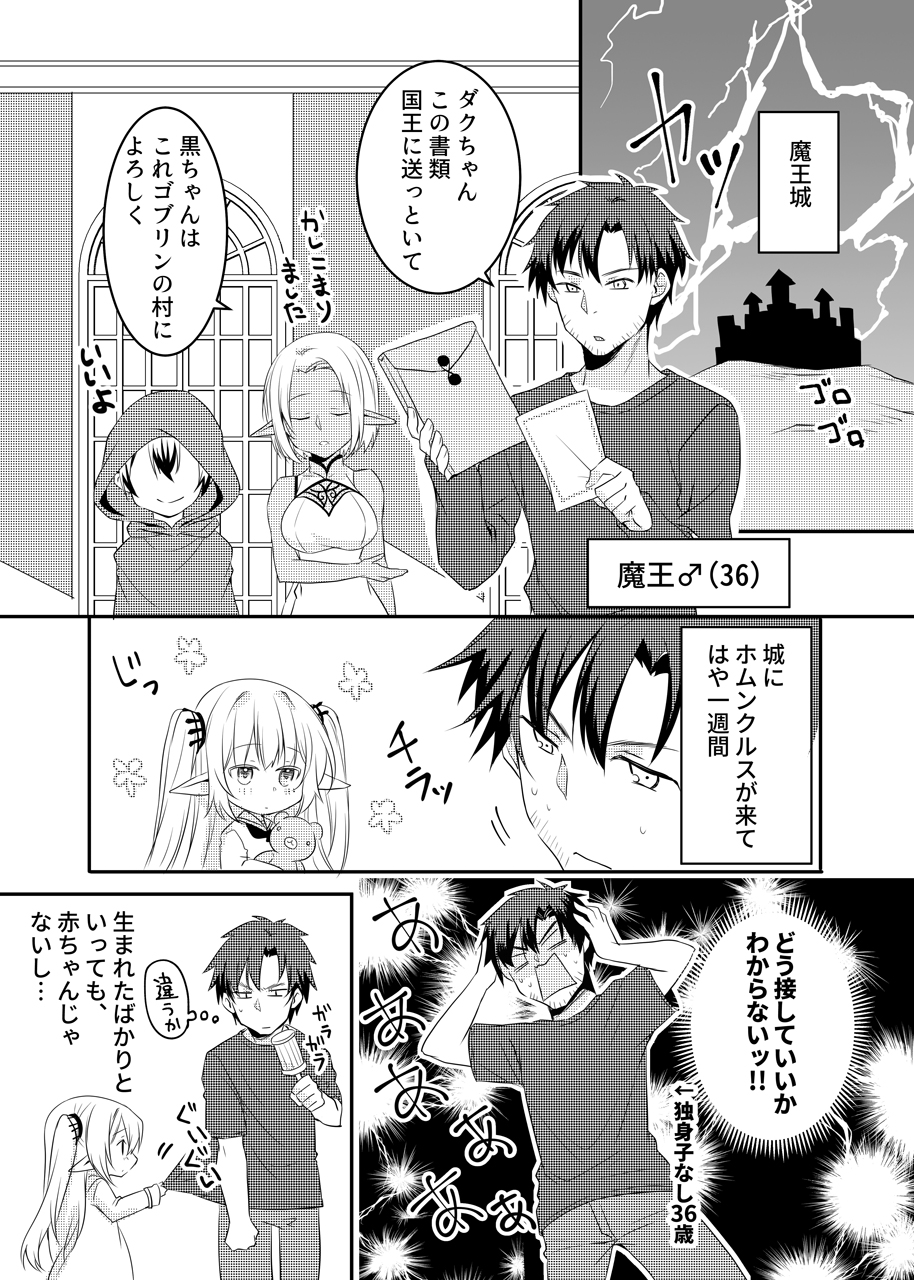 魔王城
カッ
ゴロ
ゴロ
ダクちゃん
この書類
国王に送っといて
かしこまり
ました
黒ちゃんは
これゴブリンの村に
よろしく
いいよ
魔王♂(36)
城に
ホムンクルスが来て
はや一週間
チラッ
じっ
どう接していいか
わからないッ!!
←独身子なし36歳
あああああぁ
生まれたばかりと
いっても、
赤ちゃんじゃ
ないし…
違うか
ガラ
ガラ
ぐいぐい